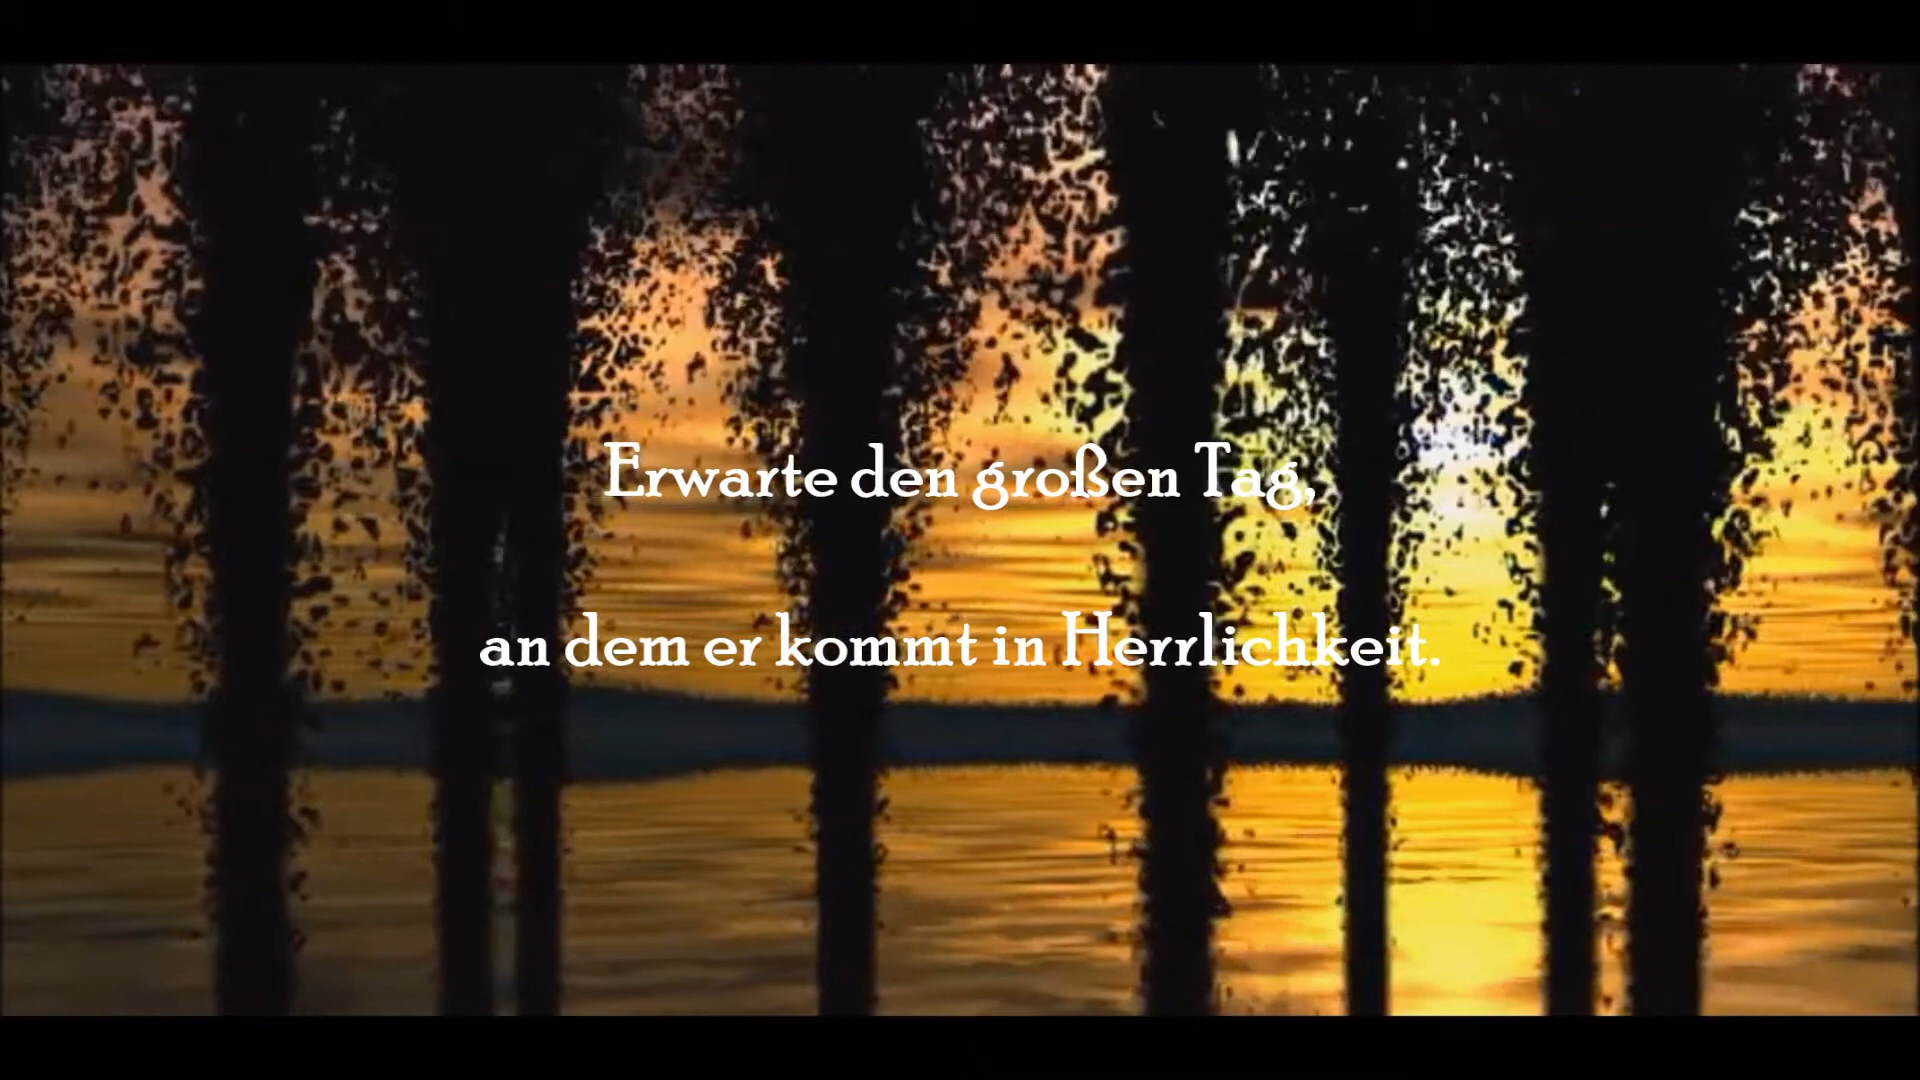 Erwarte den großen Tag,
an dem er kommt in Herrlichkeit.